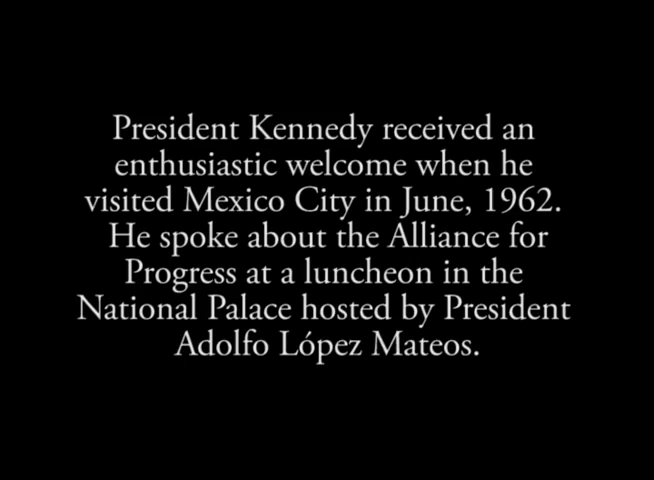 President Kennedy received an
enthusiastic welcome when he
visited Mexico City in June, 1962.
He spoke about the Alliance for
Progress at a luncheon in the
National Palace hosted by President
Adolfo López Mateos.